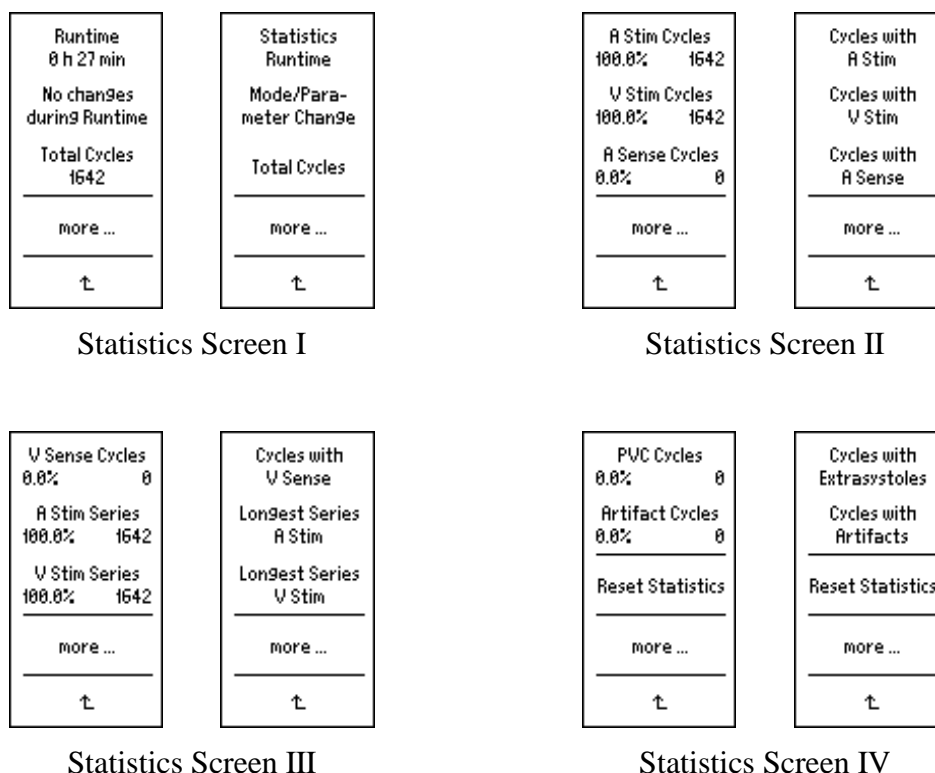 Runtime
0 h 27 min
No changes
during Runtime
Total Cycles
1642
more ...
Statistics
Runtime
Mode/Para-
meter Change
Total Cycles
more ...
Statistics Screen I
A Stim Cycles
100.0% 1642
V Stim Cycles
100.0% 1642
A Sense Cycles
0.0% 0
more ...
Cycles with
A Stim
Cycles with
V Stim
Cycles with
A Sense
more ...
Statistics Screen II
V Sense Cycles
0.0% 0
A Stim Series
100.0% 1642
V Stim Series
100.0% 1642
more ...
Cycles with
V Sense
Longest Series
A Stim
Longest Series
V Stim
more ...
Statistics Screen III
PVC Cycles
0.0% 0
Artifact Cycles
0.0% 0
Reset Statistics
more ...
Cycles with
Extrasystoles
Cycles with
Artifacts
Reset Statistics
more ...
Statistics Screen IV